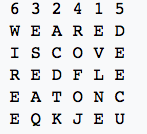 6 3 2 4 1 5
W E A R E D
I S C O V E
R E D F L E
E A T O N C
E Q K J E U